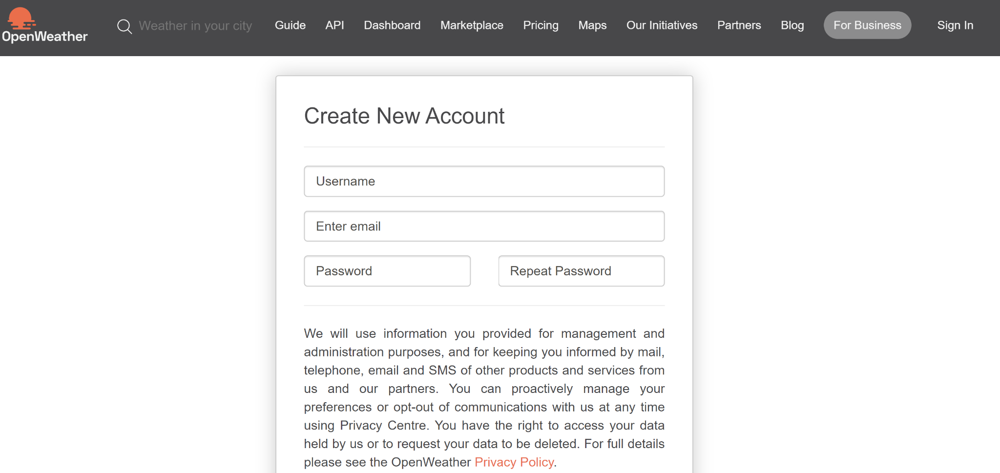 OpenWeather
Weather in your city
Guide
API
Dashboard
Marketplace
Pricing
Maps
Our Initiatives
Partners
Blog
For Business
Sign In
Create New Account
Username
Enter email
Password
Repeat Password
We will use information you provided for management and
administration purposes, and for keeping you informed by mail,
telephone, email and SMS of other products and services from
us and our partners. You can proactively manage your
preferences or opt-out of communications with us at any time
using Privacy Centre. You have the right to access your data
held by us or to request your data to be deleted. For full details
please see the OpenWeather Privacy Policy.